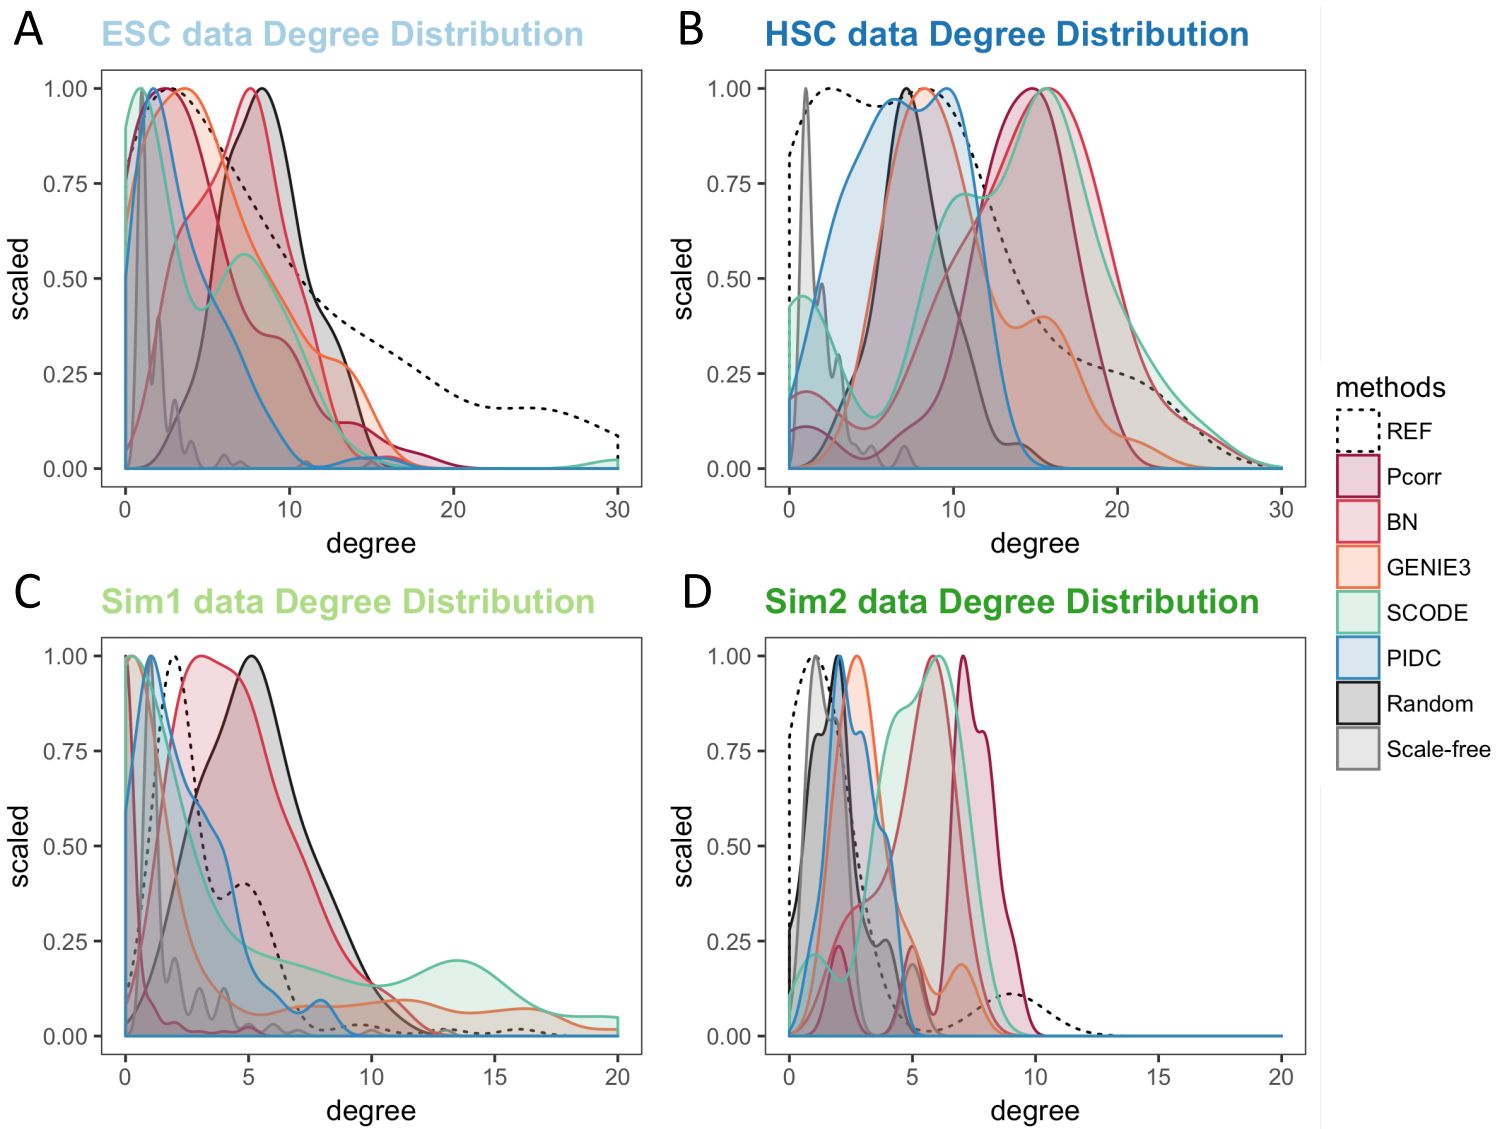 A ESC data Degree Distribution
1.00
0.75
0.50
0.25
0.00
scaled
0 10 20 30
degree
B HSC data Degree Distribution
1.00
0.75
0.50
0.25
0.00
scaled
0 10 20 30
degree
C Sim1 data Degree Distribution
1.00
0.75
0.50
0.25
0.00
scaled
0 5 10 15 20
degree
D Sim2 data Degree Distribution
1.00
0.75
0.50
0.25
0.00
scaled
0 5 10 15 20
degree
methods
REF
Pcorr
BN
GENIE3
SCODE
PIDC
Random
Scale-free